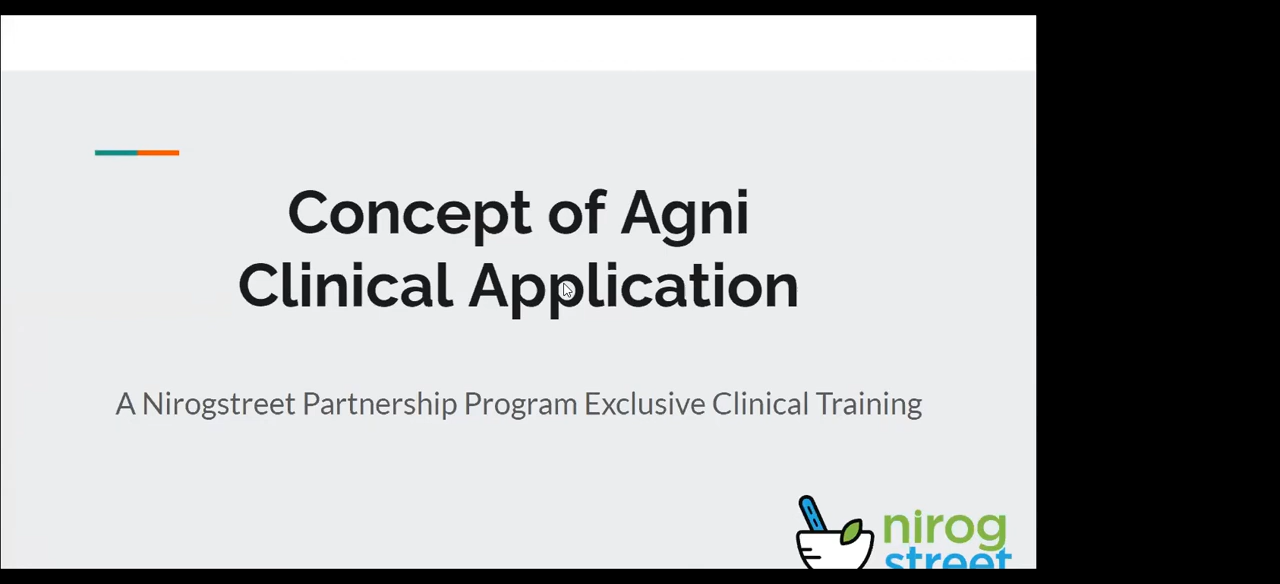 Concept of Agni
Clinical Application
A Nirogstreet Partnership Program Exclusive Clinical Training
nirog
street